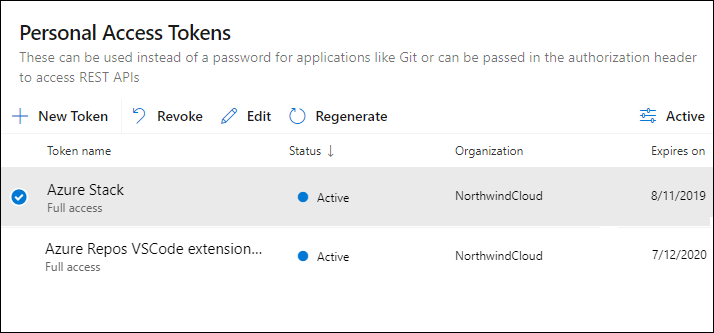 Personal Access Tokens
These can be used instead of a password for applications like Git or can be passed in the authorization header
to access REST APIs
New Token Revoke Edit Regenerate Active
Token name Status ↓ Organization Expires on
Azure Stack
Full access
Active NorthwindCloud 8/11/2019
Azure Repos VSCode extension...
Full access
Active NorthwindCloud 7/12/2020